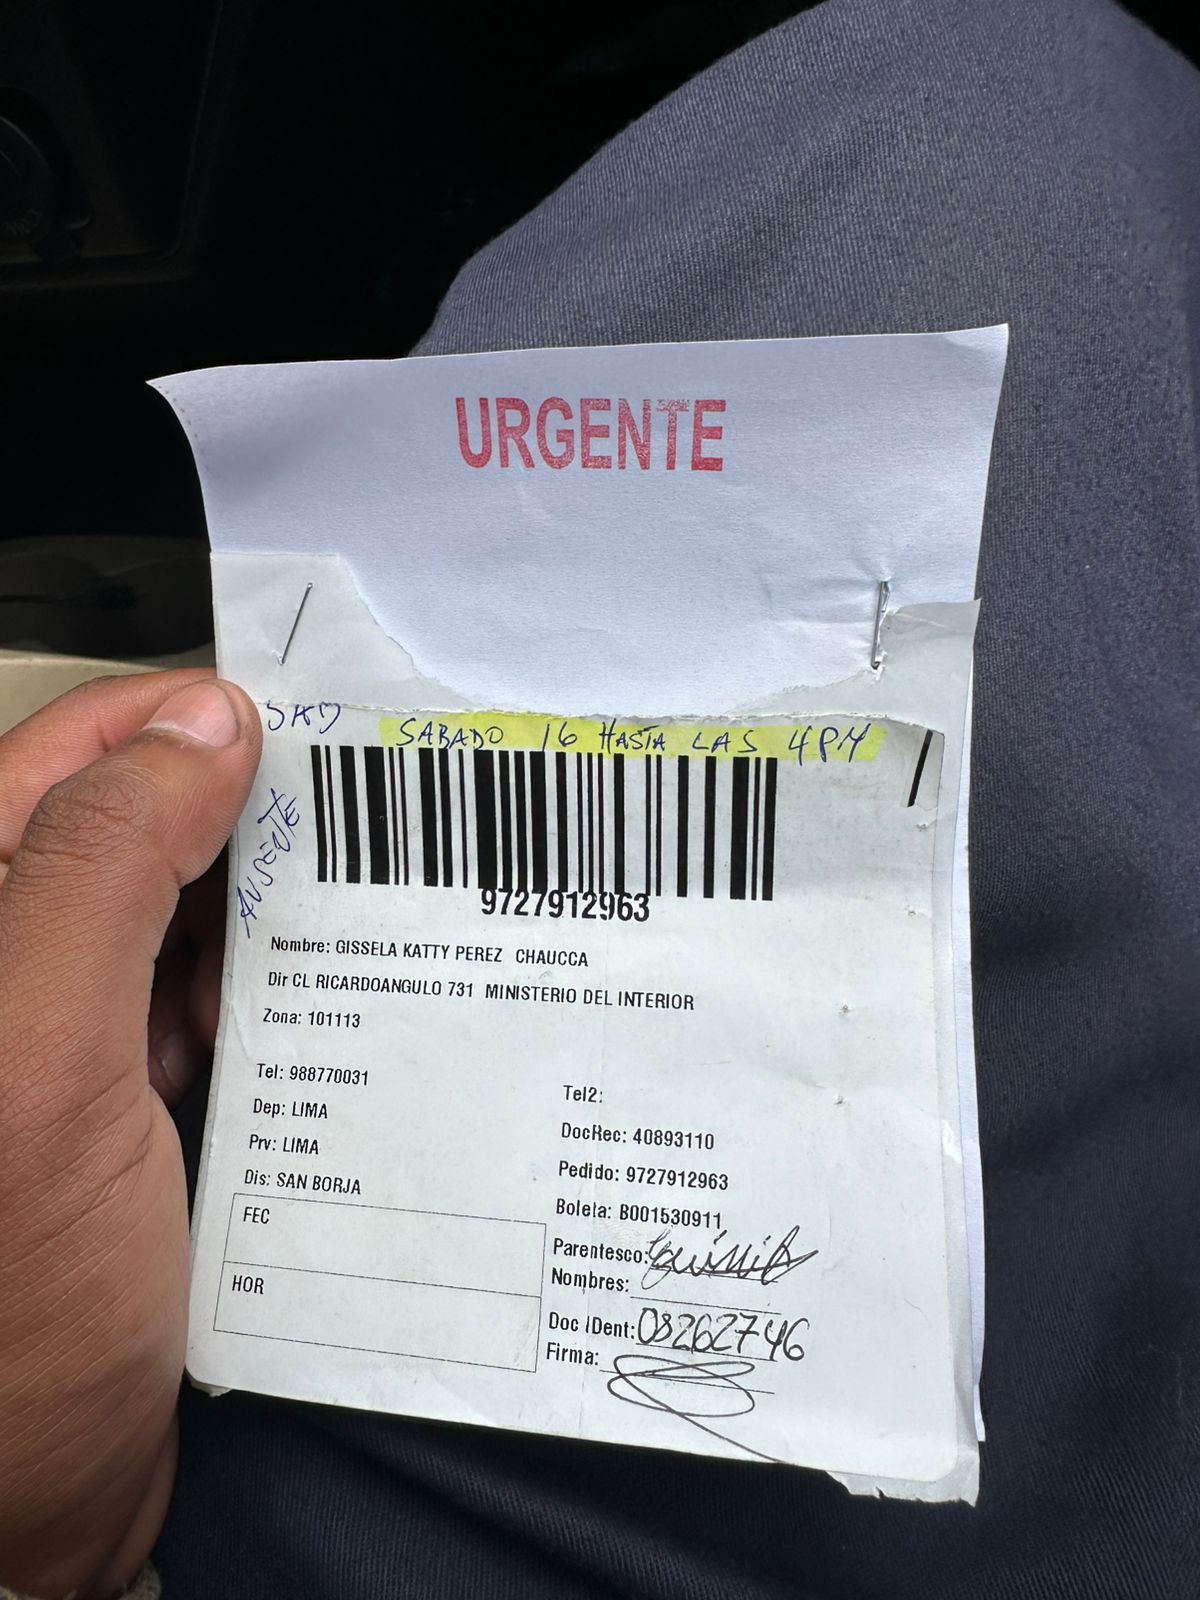 URGENTE
SAB SABADO 16 HASTA LAS 4PM
AUSENTE
9727912963
Nombre: GISSELA KATTY PEREZ CHAUCCA
Dir CL RICARDOANGULO 731 MINISTERIO DEL INTERIOR
Zona: 101113
Tel: 988770031
Tel2:
Dep: LIMA
DocRec: 40893110
Prv: LIMA
Pedido: 9727912963
Dis: SAN BORJA
Boleta: B001530911
FEC
Parentesco:
Nombres:
HOR
Doc IDent: 08262746
Firma: